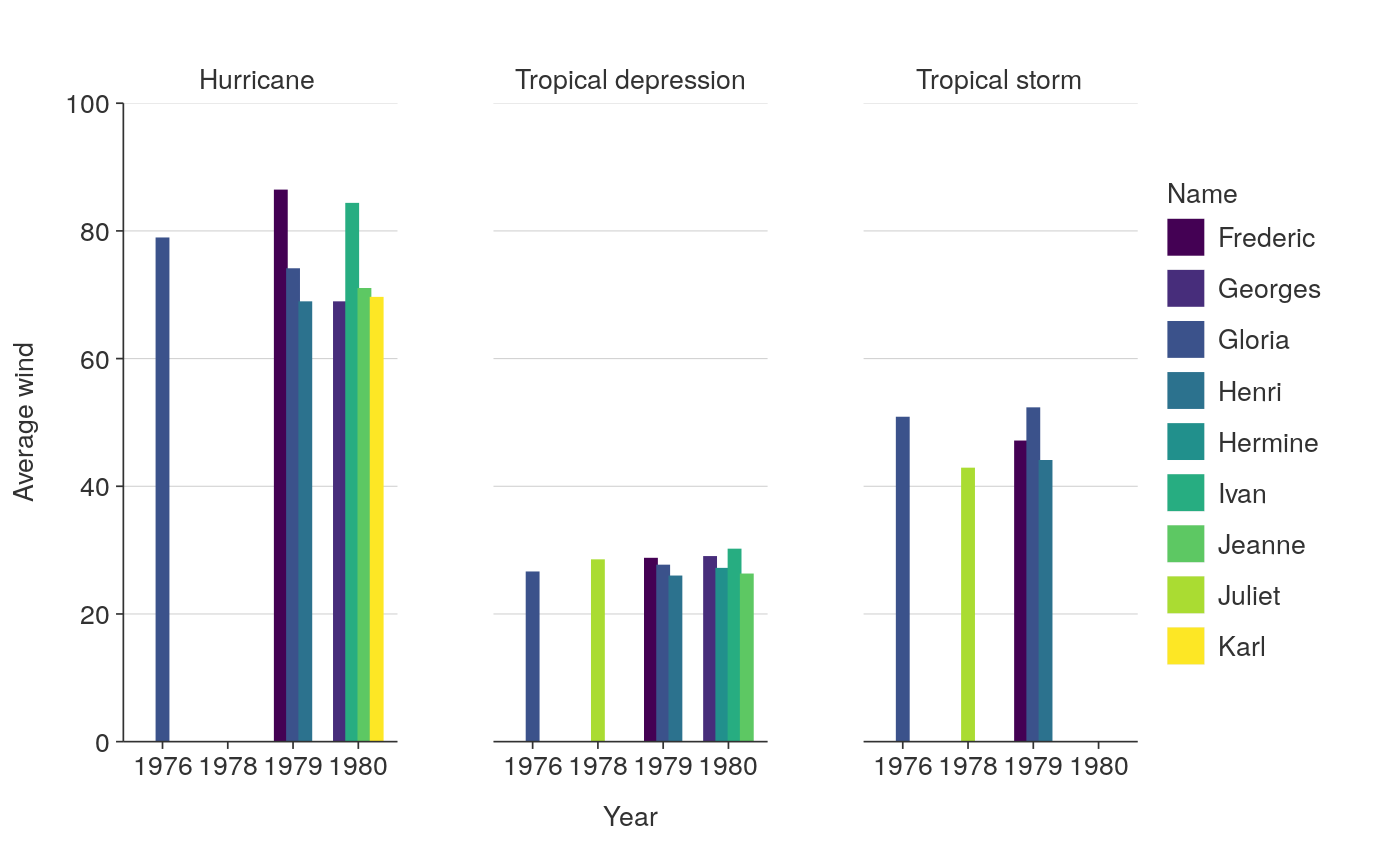 Hurricane
Tropical depression
Tropical storm
100
80
60
40
20
0
Average wind
1976 1978 1979 1980
1976 1978 1979 1980
1976 1978 1979 1980
Year
Name
Frederic
Georges
Gloria
Henri
Hermine
Ivan
Jeanne
Juliet
Karl